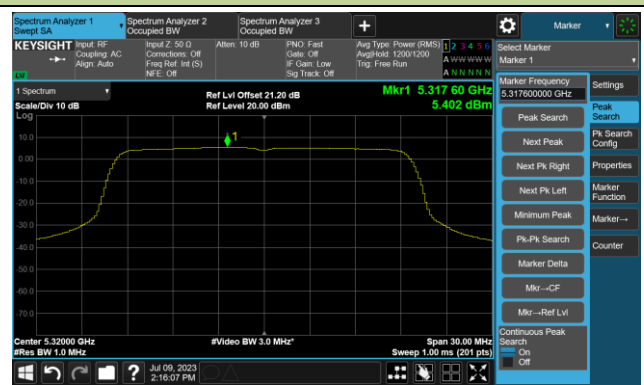 Spectrum Analyzer 1
Swept SA
Spectrum Analyzer 2
Occupied BW
Spectrum Analyzer 3
Occupied BW
Marker
KEYSIGHT
Input: RF
Coupling: AC
Align: Auto
Input Z: 50 Ω
Corrections: Off
Freq Ref: Int (S)
NFE: Off
Atten: 10 dB
PNO: Fast
Gate: Off
IF Gain: Low
Sig Track: Off
Avg Type: Power (RMS)
Avg|Hold: 1200/1200
Trig: Free Run
1 2 3 4 5 6
A W W W W W
A N N N N N
LV
Select Marker
Marker 1
1 Spectrum
Scale/Div 10 dB
Log
Ref Lvl Offset 21.20 dB
Ref Level 20.00 dBm
Mkr1 5.317 60 GHz
5.402 dBm
1
10.0
0.00
-10.0
-20.0
-30.0
-40.0
-50.0
-60.0
-70.0
Center 5.32000 GHz
#Res BW 1.0 MHz
#Video BW 3.0 MHz*
Span 30.00 MHz
Sweep 1.00 ms (201 pts)
Marker Frequency
5.317600000 GHz
Peak Search
Next Peak
Next Pk Right
Next Pk Left
Minimum Peak
Pk-Pk Search
Marker Delta
Mkr→CF
Mkr→Ref Lvl
Continuous Peak
Search
On
Off
Settings
Peak
Search
Pk Search
Config
Properties
Marker
Function
Marker→
Counter
Jul 09, 2023
2:16:07 PM